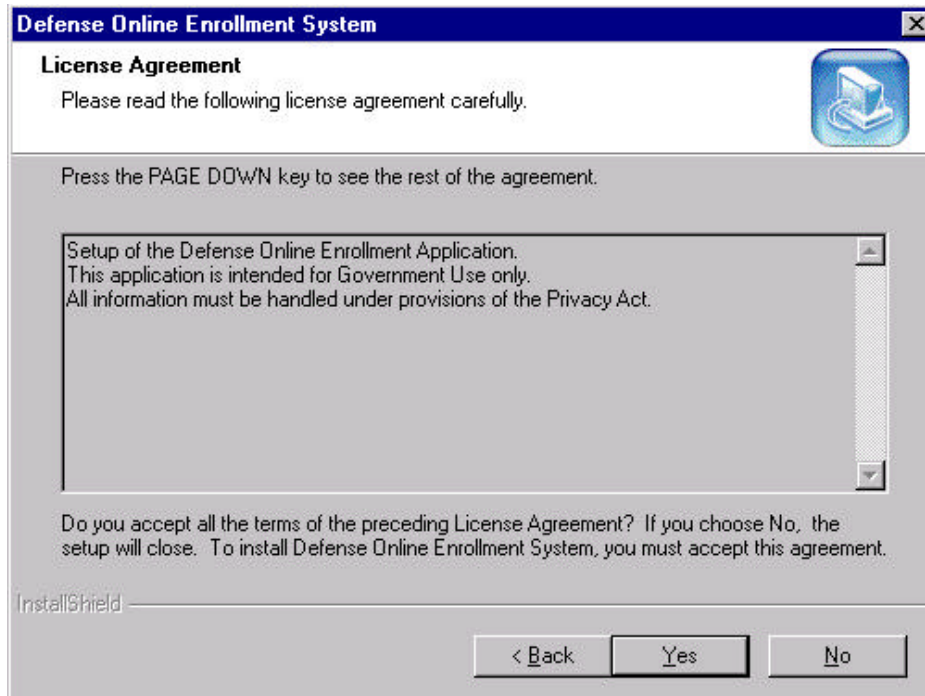 Defense Online Enrollment System
License Agreement
Please read the following license agreement carefully.
Press the PAGE DOWN key to see the rest of the agreement.
Setup of the Defense Online Enrollment Application.
This application is intended for Government Use only.
All information must be handled under provisions of the Privacy Act.
Do you accept all the terms of the preceding License Agreement?  If you choose No,  the
setup will close.  To install Defense Online Enrollment System, you must accept this agreement.
InstallShield
< Back
Yes
No